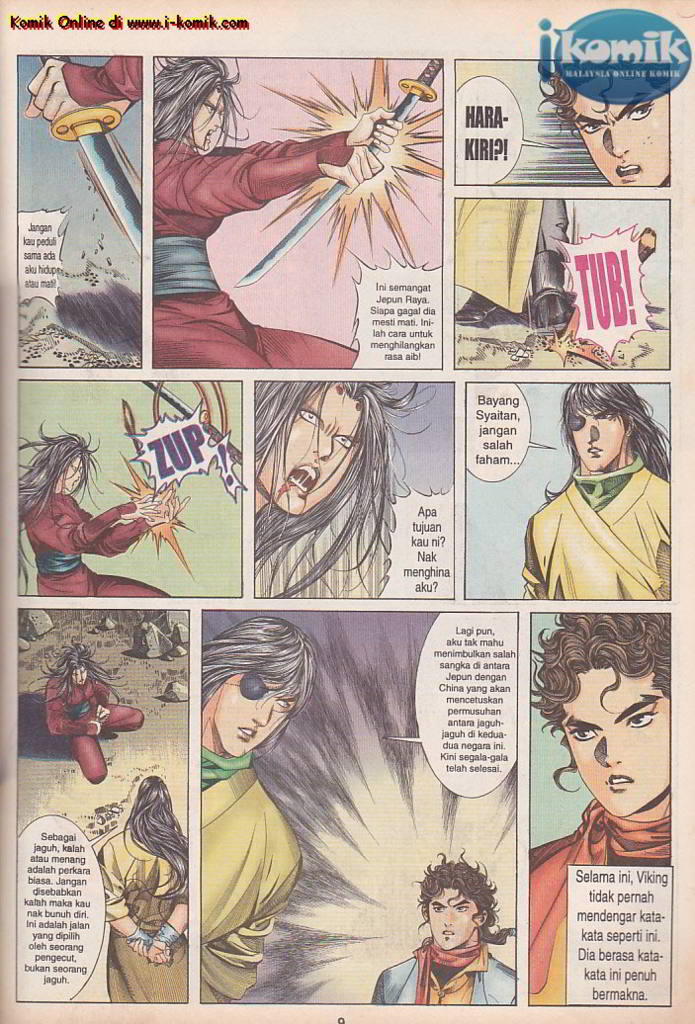 Komik Online di www.i-komik.com
ikomik
MALAYSIA ONLINE KOMIK
Jangan
kau peduli
sama ada
aku hidup
atau mati!
Ini semangat
Jepun Raya.
Siapa gagal dia
mesti mati. Ini-
lah cara untuk
menghilangkan
rasa aib!
HARA-
KIRI?!
TUB!
ZUP!
Apa
tujuan
kau ni?
Nak
menghina
aku?
Bayang
Syaitan,
jangan
salah
faham...
Sebagai
jaguh, kalah
atau menang
adalah perkara
biasa. Jangan
disebabkan
kalah maka kau
nak bunuh diri.
Ini adalah jalan
yang dipilih
oleh seorang
pengecut,
bukan seorang
jaguh.
Lagi pun,
aku tak mahu
menimbulkan salah
sangka di antara
Jepun dengan
China yang akan
mencetuskan
permusuhan
antara jaguh-
jaguh di kedua-
dua negara ini.
Kini segala-gala
telah selesai.
Selama ini, Viking
tidak pernah
mendengar kata-
kata seperti ini.
Dia berasa kata-
kata ini penuh
bermakna.
9